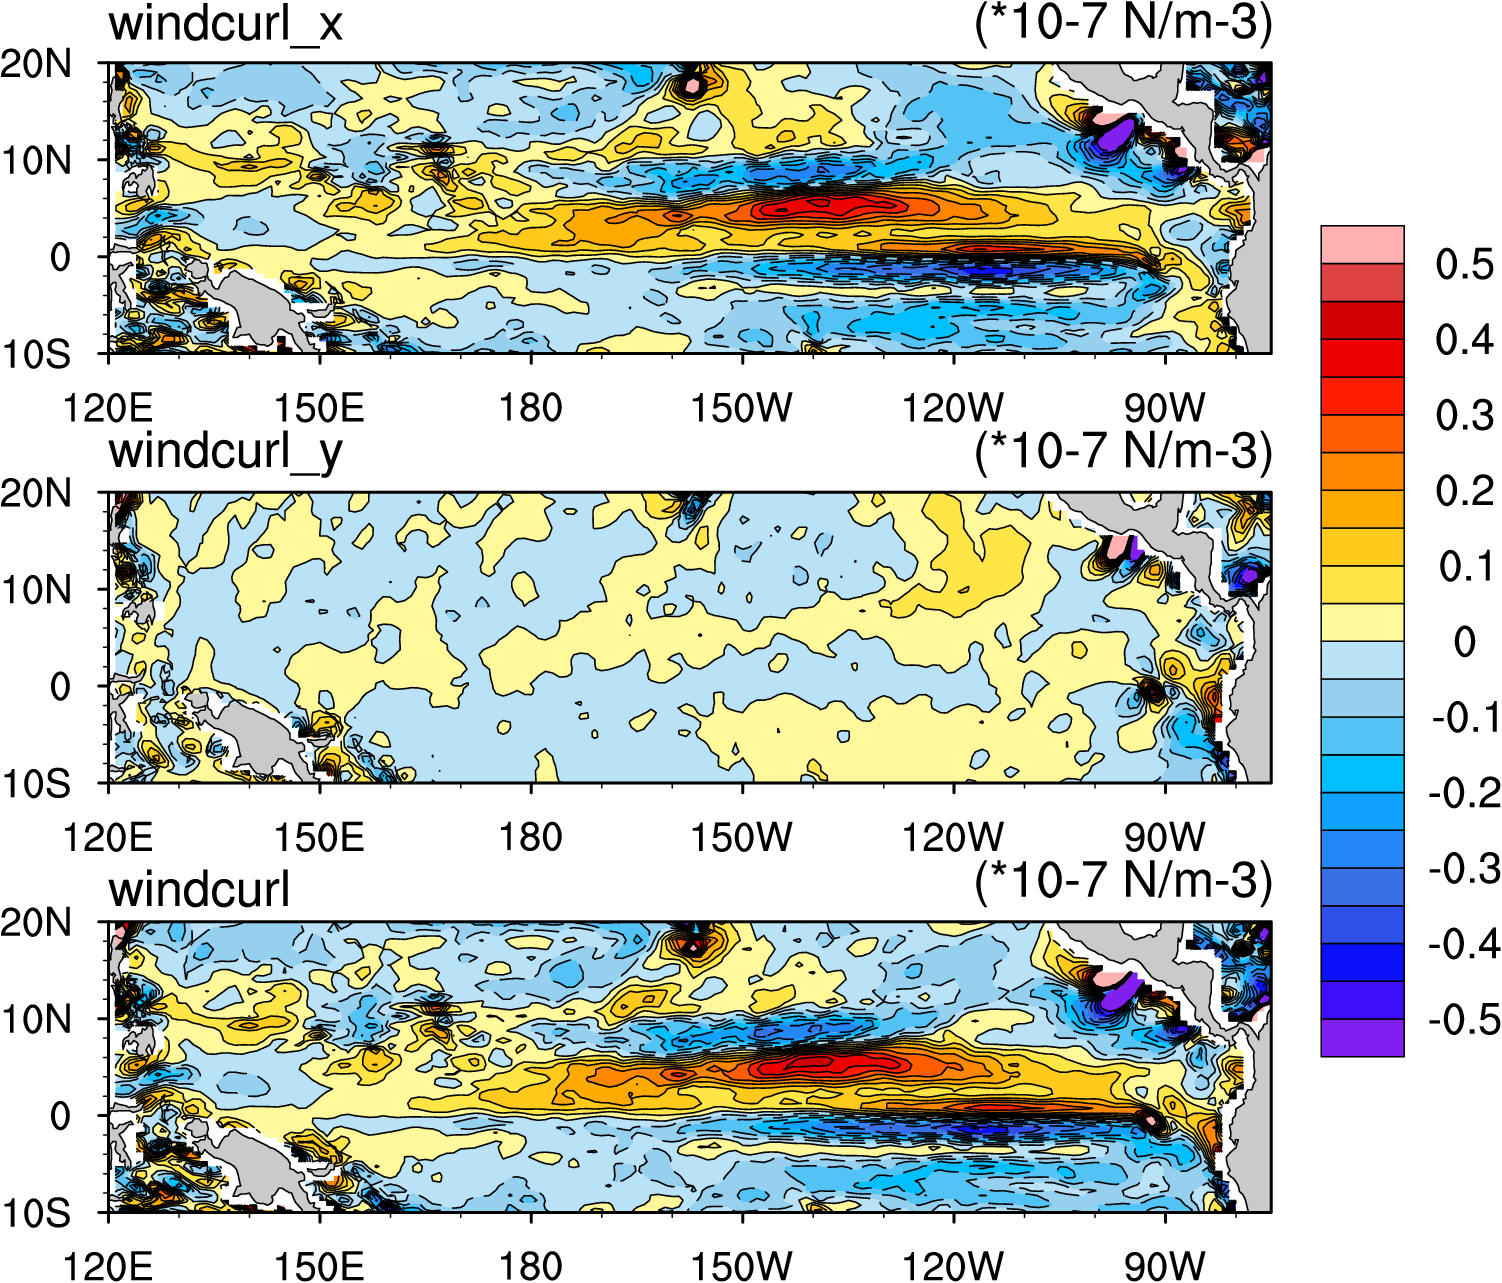 windcurl_x (*10-7 N/m-3)
20N
10N
0
10S
120E 150E 180 150W 120W 90W
windcurl_y (*10-7 N/m-3)
20N
10N
0
10S
120E 150E 180 150W 120W 90W
windcurl (*10-7 N/m-3)
20N
10N
0
10S
120E 150E 180 150W 120W 90W
0.5
0.4
0.3
0.2
0.1
0
-0.1
-0.2
-0.3
-0.4
-0.5